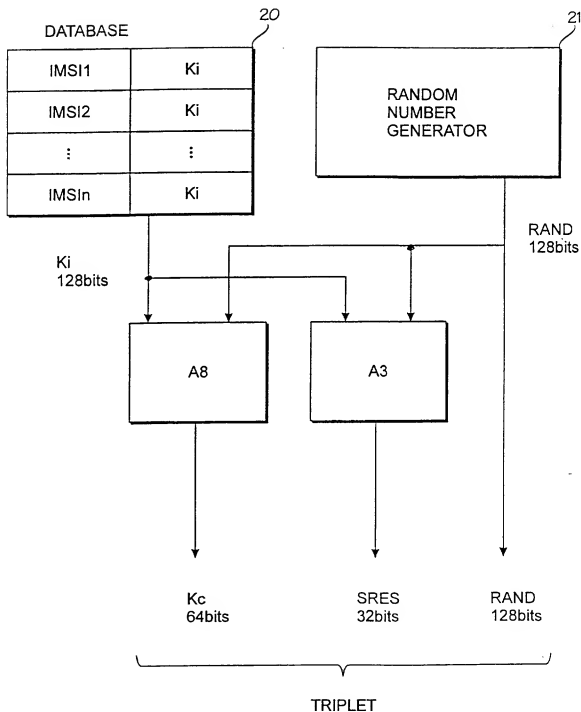 20
21
DATABASE
IMSI1 Ki
IMSI2 Ki
⋮ ⋮
IMSIn Ki
RANDOM
NUMBER
GENERATOR
Ki
128bits
RAND
128bits
A8
A3
Kc
64bits
SRES
32bits
RAND
128bits
TRIPLET